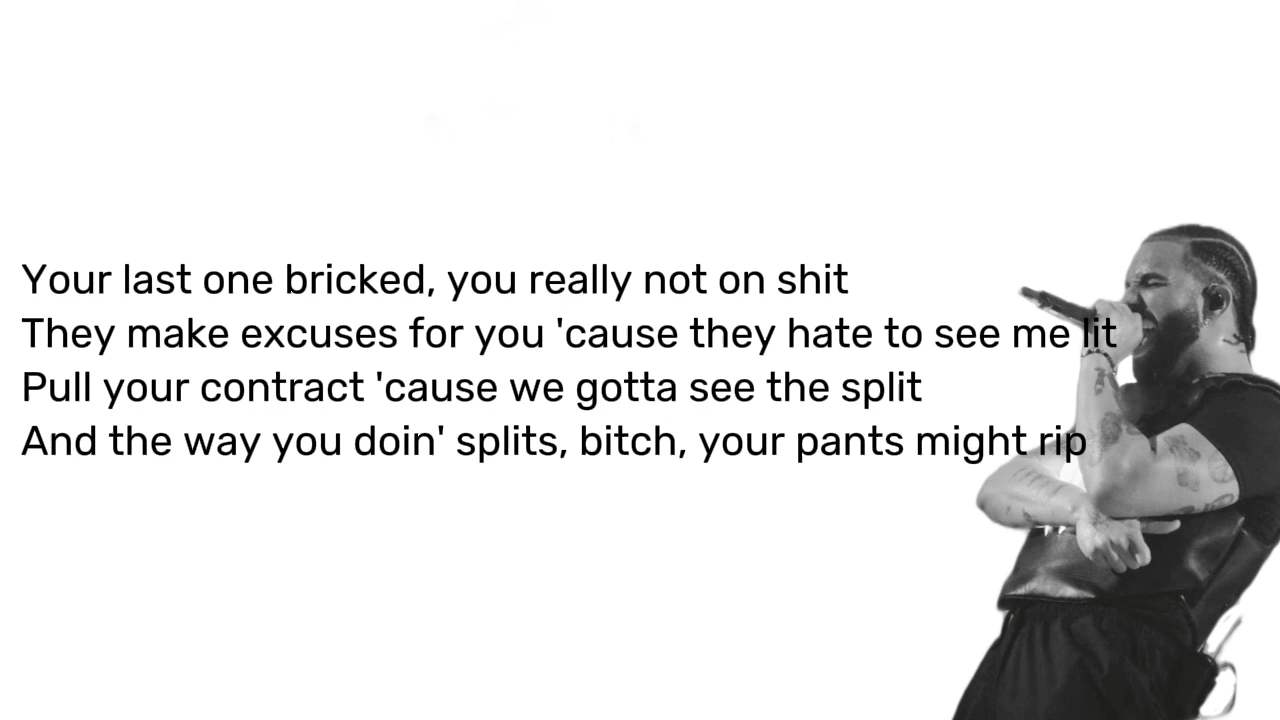 Your last one bricked, you really not on shit
They make excuses for you 'cause they hate to see me lit
Pull your contract 'cause we gotta see the split
And the way you doin' splits, bitch, your pants might rip